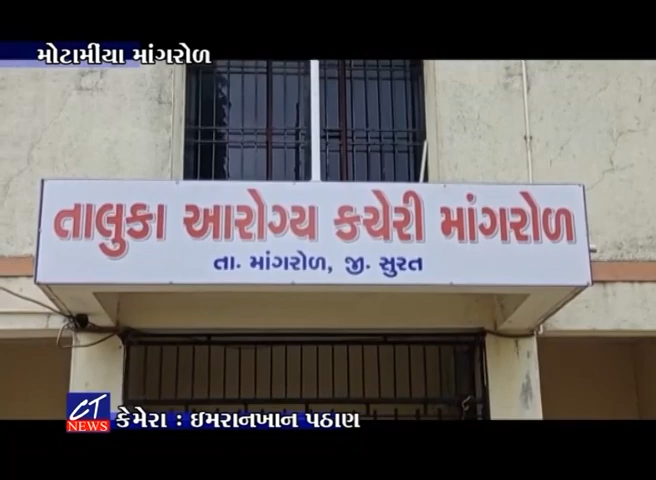 મોટામીયા માંગરોળ
તાલુકા આરોગ્ય કચેરી માંગરોળ
તા. માંગરોળ, જી. સુરત
CT NEWS
કેમેરા : ઇમરાનખાન પઠાણ